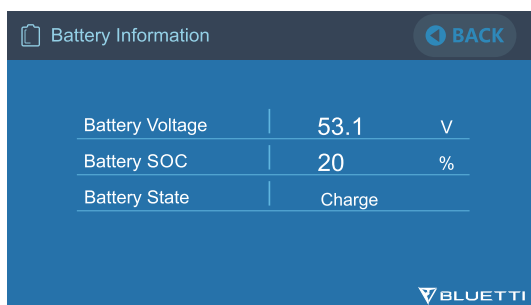 Battery Information BACK
Battery Voltage 53.1 V
Battery SOC 20 %
Battery State Charge
BLUETTI